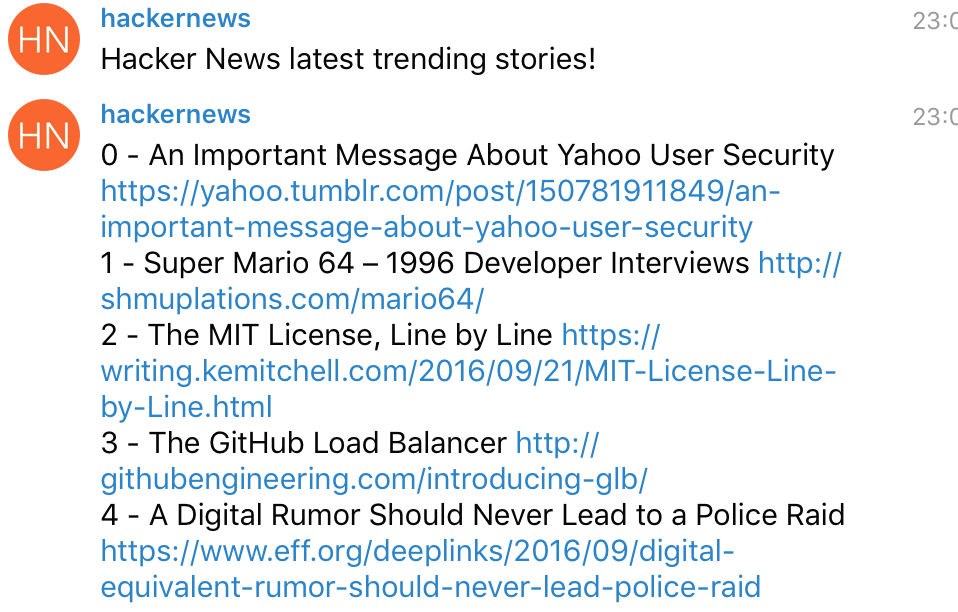 HN
hackernews
23:0
Hacker News latest trending stories!
HN
hackernews
23:0
0 - An Important Message About Yahoo User Security
https://yahoo.tumblr.com/post/150781911849/an-
important-message-about-yahoo-user-security
1 - Super Mario 64 – 1996 Developer Interviews http://
shmuplations.com/mario64/
2 - The MIT License, Line by Line https://
writing.kemitchell.com/2016/09/21/MIT-License-Line-
by-Line.html
3 - The GitHub Load Balancer http://
githubengineering.com/introducing-glb/
4 - A Digital Rumor Should Never Lead to a Police Raid
https://www.eff.org/deeplinks/2016/09/digital-
equivalent-rumor-should-never-lead-police-raid